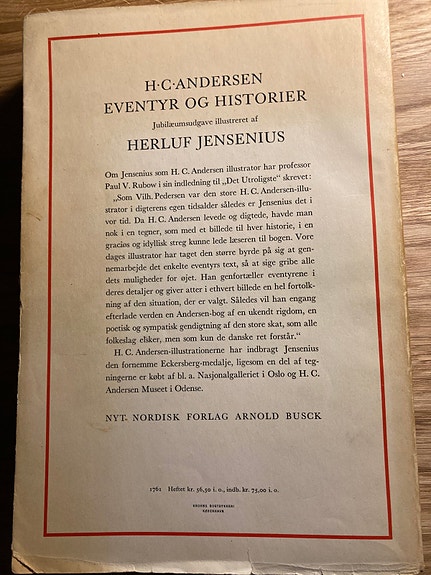 H·C·ANDERSEN
EVENTYR OG HISTORIER
Jubilæumsudgave illustreret af
HERLUF JENSENIUS
Om Jensenius som H. C. Andersen illustrator har professor
Paul V. Rubow i sin indledning til „Det Utroligste“ skrevet:
„Som Vilh. Pedersen var den store H. C. Andersen-illu-
strator i digterens egen tidsalder således er Jensenius det i
vor tid. Da H. C. Andersen levede og digtede, havde man
nok i en tegner, som med et billede til hver historie, i en
graciøs og idyllisk streg kunne lede læseren til bogen. Vore
dages illustrator har taget den større byrde på sig at gen-
nemarbejde det enkelte eventyrs text, så at sige gribe alle
dets muligheder for øjet. Han genfortæller eventyrene i
deres detaljer og giver atter i ethvert billede en hel fortolk-
ning af den situation, der er valgt. Således vil han engang
efterlade verden en Andersen-bog af en ukendt rigdom, en
poetisk og sympatisk gendigtning af den store skat, som alle
folkeslag elsker, men som kun de danske ret forstår.“
H. C. Andersen-illustrationerne har indbragt Jensenius
den fornemme Eckersberg-medalje, ligesom en del af teg-
ningerne er købt af bl. a. Nasjonalgalleriet i Oslo og H. C.
Andersen Museet i Odense.
NYT. NORDISK FORLAG ARNOLD BUSCK
1761 Heftet kr. 56,50 i. o., indb. kr. 75,00 i. o.